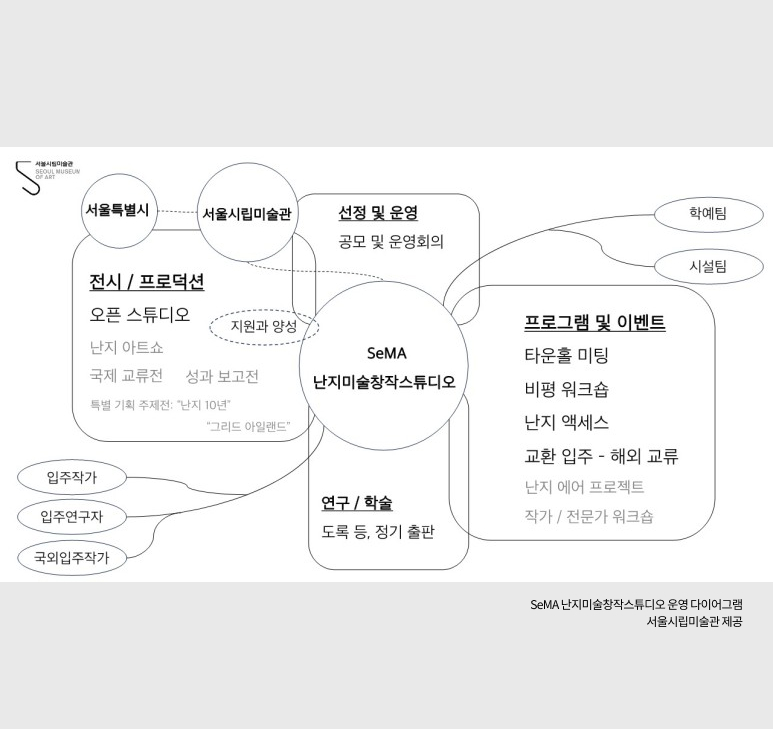 서울시립미술관
SEOUL MUSEUM
OF ART
서울특별시
서울시립미술관
선정 및 운영
공모 및 운영회의
학예팀
시설팀
전시 / 프로덕션
오픈 스튜디오
난지 아트쇼
국제 교류전 성과 보고전
특별 기획 주제전: “난지 10년”
“그리드 아일랜드”
지원과 양성
SeMA
난지미술창작스튜디오
프로그램 및 이벤트
타운홀 미팅
비평 워크숍
난지 액세스
교환 입주 - 해외 교류
난지 에어 프로젝트
작가 / 전문가 워크숍
입주작가
입주연구자
국외입주작가
연구 / 학술
도록 등, 정기 출판
SeMA 난지미술창작스튜디오 운영 다이어그램
서울시립미술관 제공